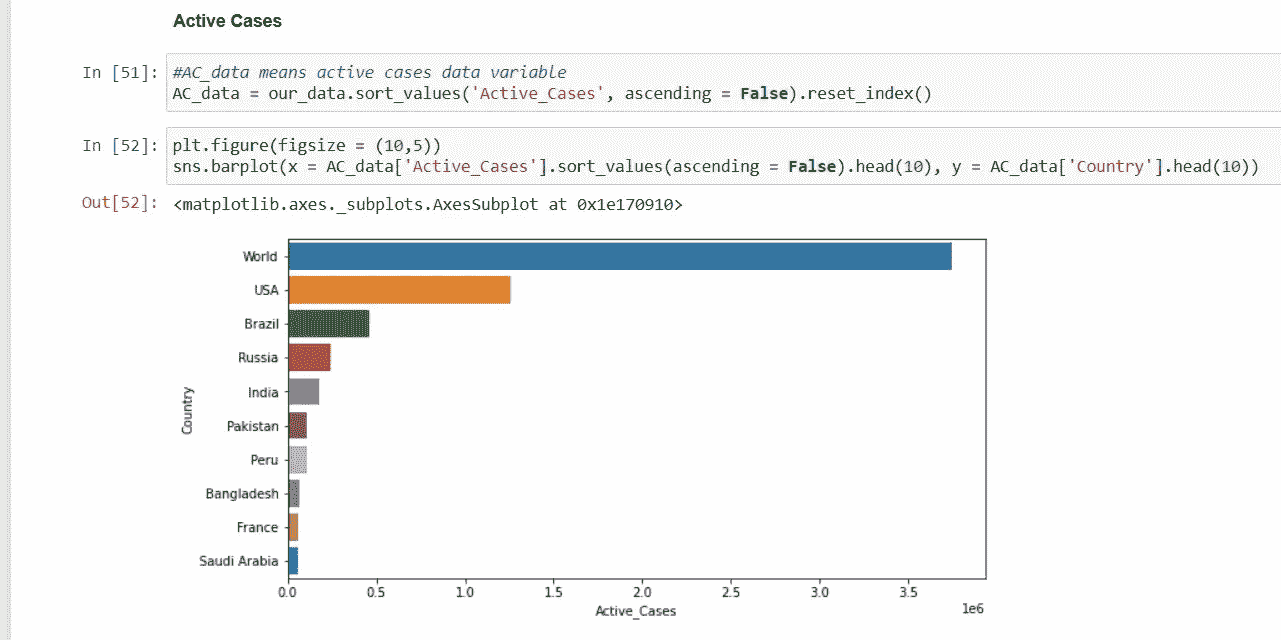 Active Cases
In [51]: #AC_data means active cases data variable
AC_data = our_data.sort_values('Active_Cases', ascending = False).reset_index()
In [52]: plt.figure(figsize = (10,5))
sns.barplot(x = AC_data['Active_Cases'].sort_values(ascending = False).head(10), y = AC_data['Country'].head(10))
Out[52]: <matplotlib.axes._subplots.AxesSubplot at 0x1e170910>
World
USA
Brazil
Russia
India
Pakistan
Peru
Bangladesh
France
Saudi Arabia
Country
0.0 0.5 1.0 1.5 2.0 2.5 3.0 3.5
Active_Cases
1e6